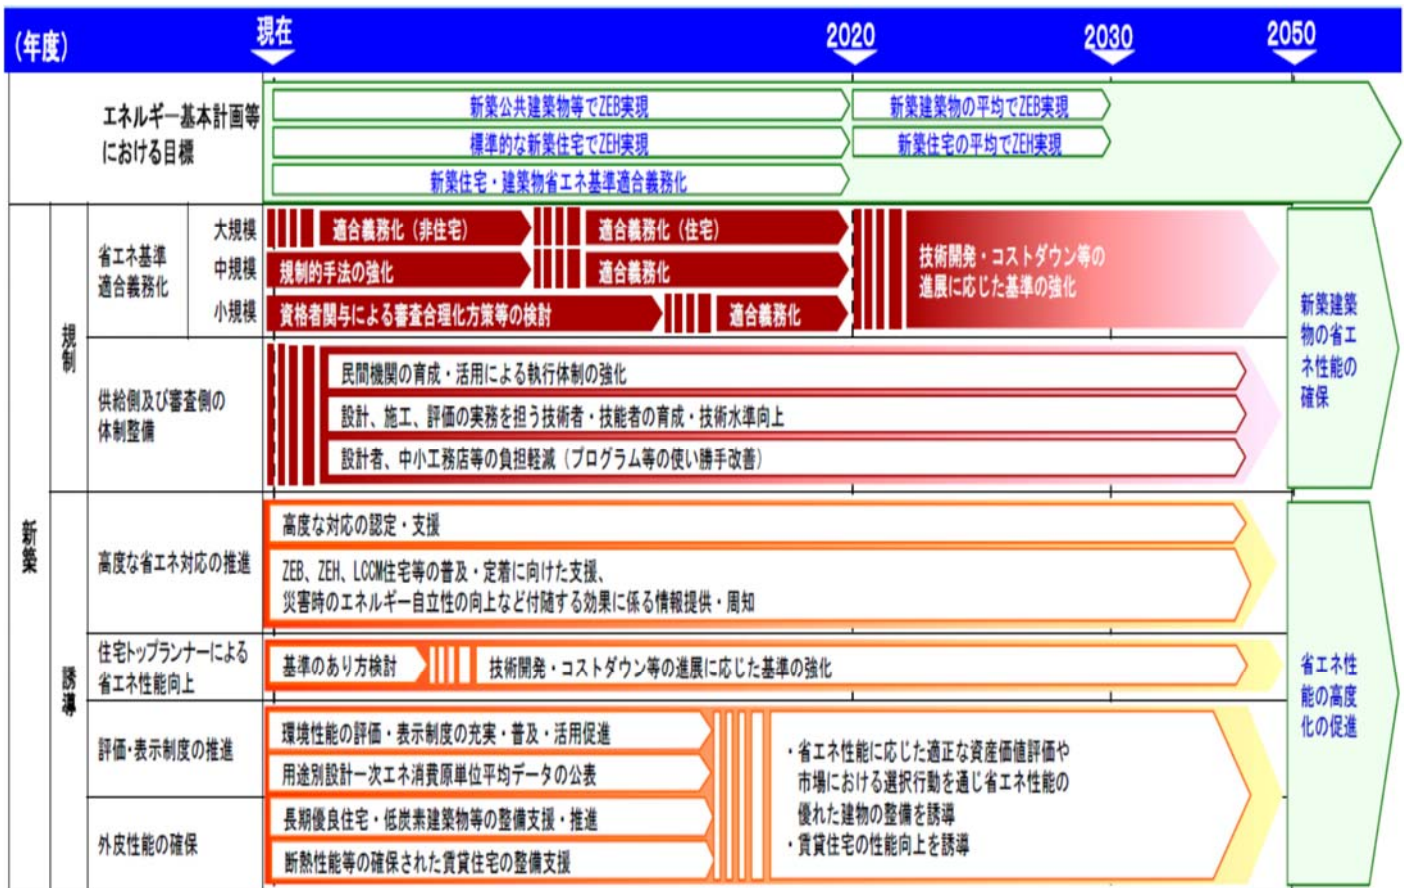 (年度)
現在
2020
2030
2050
エネルギー基本計画等
における目標
新築公共建築物等でZEB実現
新築建築物の平均でZEB実現
標準的な新築住宅でZEH実現
新築住宅の平均でZEH実現
新築住宅・建築物省エネ基準適合義務化
新築
規制
省エネ基準
適合義務化
大規模
適合義務化（非住宅）
適合義務化（住宅）
中規模
規制的手法の強化
適合義務化
小規模
資格者関与による審査合理化方策等の検討
適合義務化
技術開発・コストダウン等の
進展に応じた基準の強化
新築建築
物の省エ
ネ性能の
確保
供給側及び審査側の
体制整備
民間機関の育成・活用による執行体制の強化
設計、施工、評価の実務を担う技術者・技能者の育成・技術水準向上
設計者、中小工務店等の負担軽減（プログラム等の使い勝手改善）
誘導
高度な省エネ対応の推進
高度な対応の認定・支援
ZEB、ZEH、LCCM住宅等の普及・定着に向けた支援、
災害時のエネルギー自立性の向上など付随する効果に係る情報提供・周知
住宅トップランナーによる
省エネ性能向上
基準のあり方検討
技術開発・コストダウン等の進展に応じた基準の強化
省エネ性
能の高度
化の促進
評価・表示制度の推進
環境性能の評価・表示制度の充実・普及・活用促進
用途別設計一次エネ消費原単位平均データの公表
外皮性能の確保
長期優良住宅・低炭素建築物等の整備支援・推進
断熱性能等の確保された賃貸住宅の整備支援
・省エネ性能に応じた適正な資産価値評価や
市場における選択行動を通じ省エネ性能の
優れた建物の整備を誘導
・賃貸住宅の性能向上を誘導